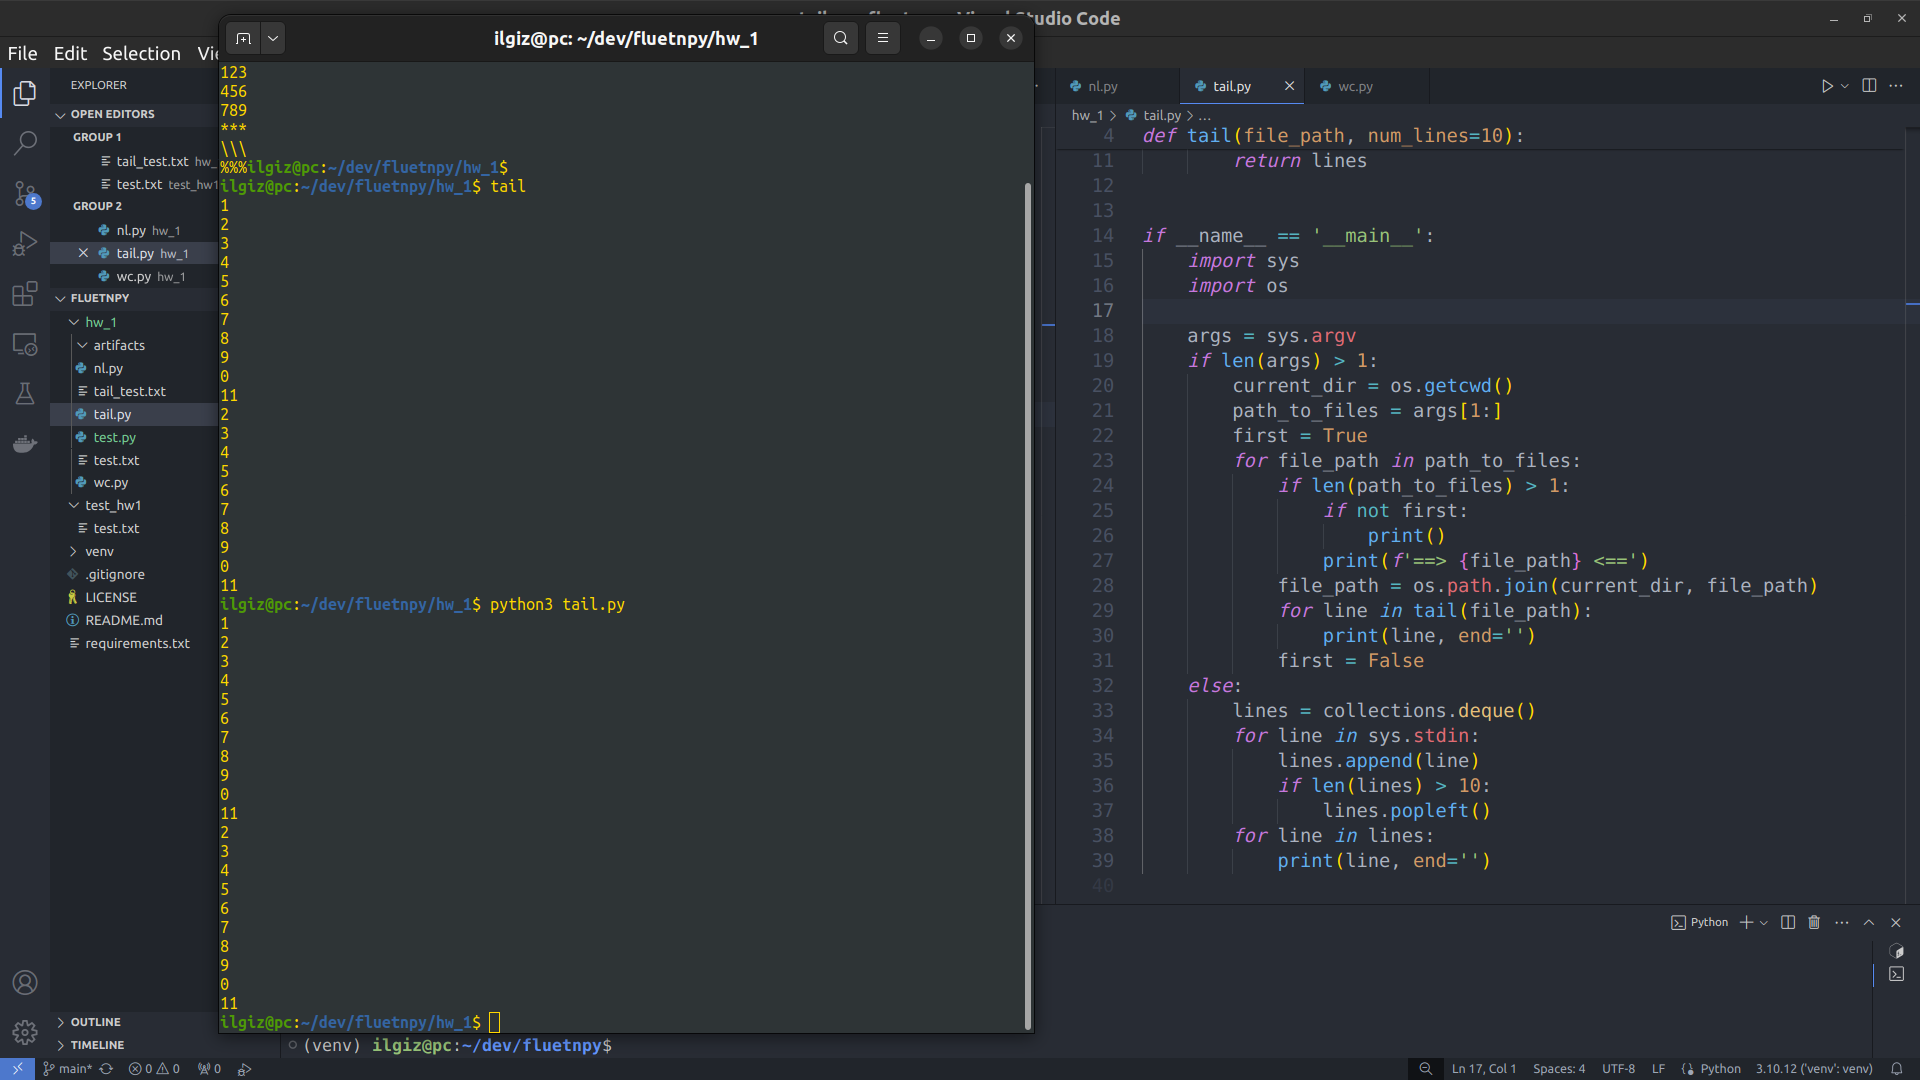 Studio Code
File Edit Selection Vi
ilgiz@pc: ~/dev/fluetnpy/hw_1
EXPLORER
OPEN EDITORS
GROUP 1
tail_test.txt hw_
test.txt test_hw1
GROUP 2
nl.py hw_1
tail.py hw_1
wc.py hw_1
FLUETNPY
hw_1
artifacts
nl.py
tail_test.txt
tail.py
test.py
test.txt
wc.py
test_hw1
test.txt
venv
.gitignore
LICENSE
README.md
requirements.txt
OUTLINE
TIMELINE
5
123
456
789
***
\\\
%%%ilgiz@pc:~/dev/fluetnpy/hw_1$
ilgiz@pc:~/dev/fluetnpy/hw_1$ tail
1
2
3
4
5
6
7
8
9
0
11
2
3
4
5
6
7
8
9
0
11
ilgiz@pc:~/dev/fluetnpy/hw_1$ python3 tail.py
1
2
3
4
5
6
7
8
9
0
11
2
3
4
5
6
7
8
9
0
11
ilgiz@pc:~/dev/fluetnpy/hw_1$
nl.py tail.py wc.py
hw_1 > tail.py > ...
4 def tail(file_path, num_lines=10):
11 return lines
12
13
14 if __name__ == '__main__':
15 import sys
16 import os
17
18 args = sys.argv
19 if len(args) > 1:
20 current_dir = os.getcwd()
21 path_to_files = args[1:]
22 first = True
23 for file_path in path_to_files:
24 if len(path_to_files) > 1:
25 if not first:
26 print()
27 print(f'==> {file_path} <==')
28 file_path = os.path.join(current_dir, file_path)
29 for line in tail(file_path):
30 print(line, end='')
31 first = False
32 else:
33 lines = collections.deque()
34 for line in sys.stdin:
35 lines.append(line)
36 if len(lines) > 10:
37 lines.popleft()
38 for line in lines:
39 print(line, end='')
40
Python
(venv) ilgiz@pc:~/dev/fluetnpy$
main* 0 0 0 Ln 17, Col 1 Spaces: 4 UTF-8 LF Python 3.10.12 ('venv': venv)